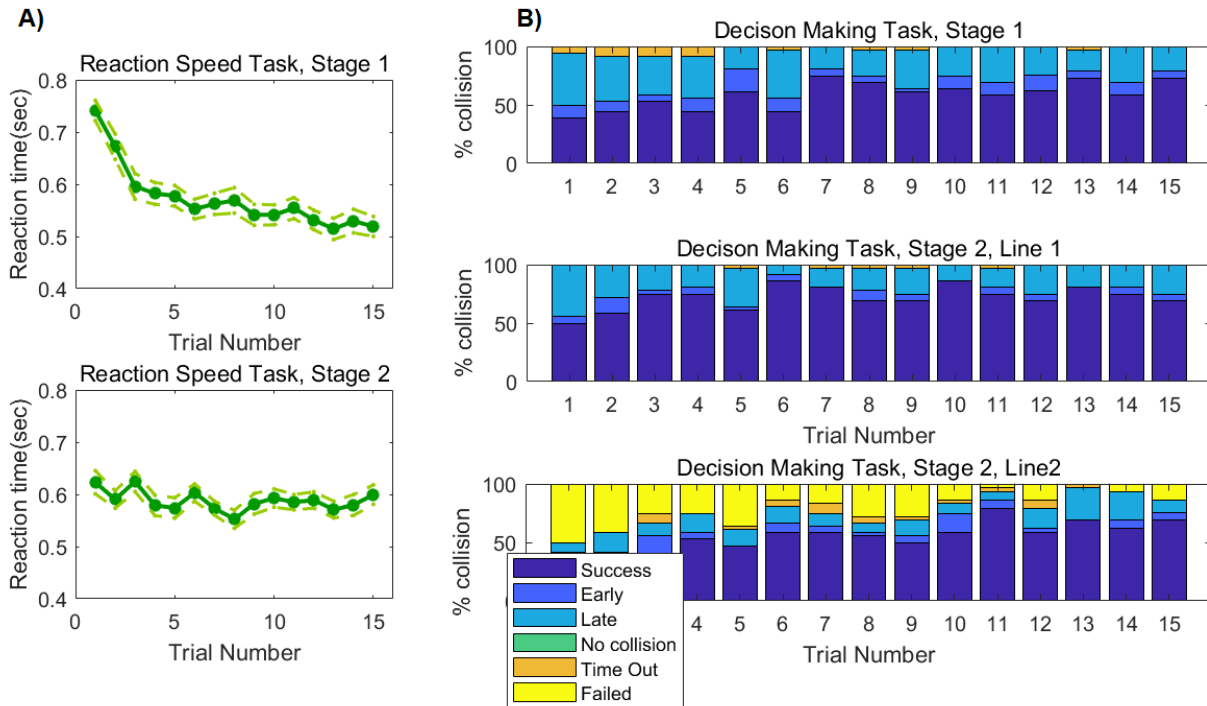 A)
Reaction Speed Task, Stage 1
0.8
0.7
0.6
0.5
0.4
Reaction time(sec)
0 5 10 15
Trial Number
Reaction Speed Task, Stage 2
0.8
0.7
0.6
0.5
0.4
Reaction time(sec)
0 5 10 15
Trial Number
B)
Decison Making Task, Stage 1
100
50
0
% collision
1 2 3 4 5 6 7 8 9 10 11 12 13 14 15
Decison Making Task, Stage 2, Line 1
100
50
0
% collision
1 2 3 4 5 6 7 8 9 10 11 12 13 14 15
Trial Number
Decision Making Task, Stage 2, Line2
100
50
% collision
4 5 6 7 8 9 10 11 12 13 14 15
Trial Number
Success
Early
Late
No collision
Time Out
Failed